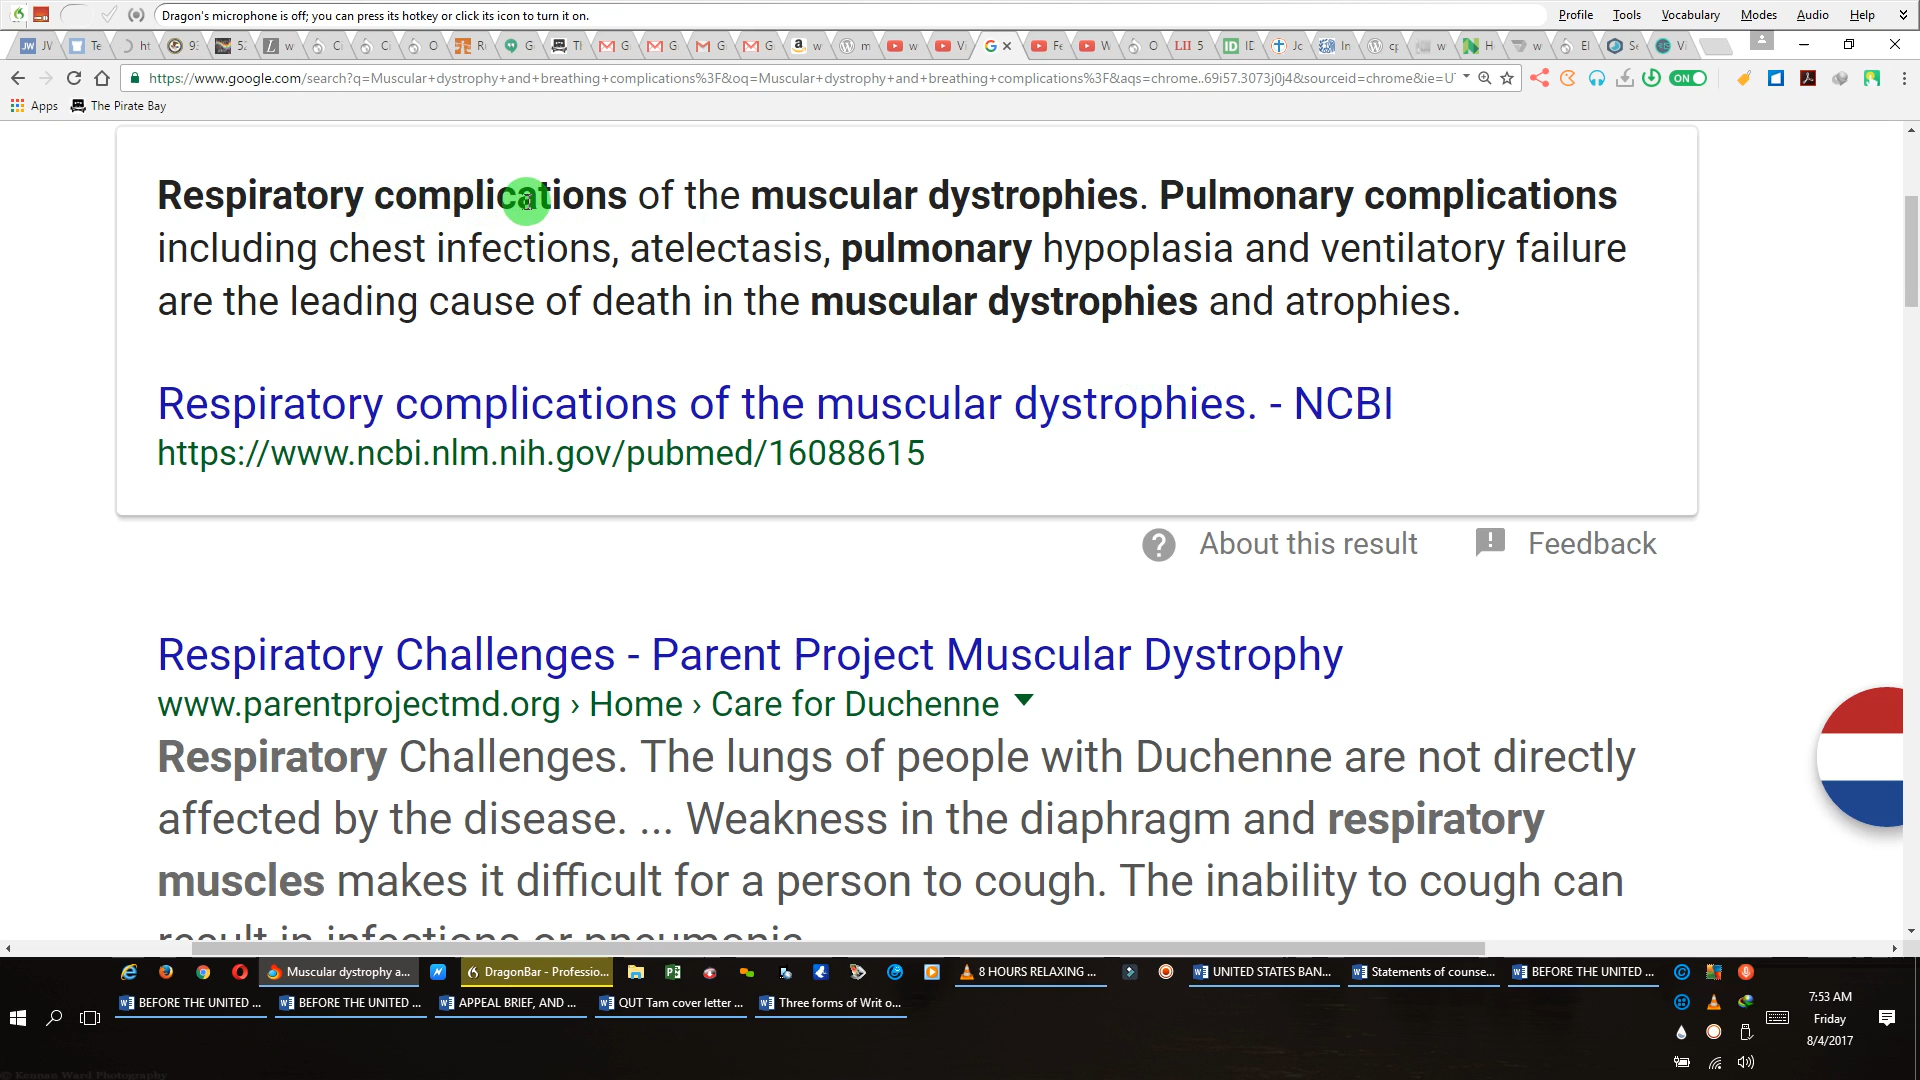 Dragon's microphone is off; you can press its hotkey or click its icon to turn it on.
Profile Tools Vocabulary Modes Audio Help
https://www.google.com/search?q=Muscular+dystrophy+and+breathing+complications%3F&oq=Muscular+dystrophy+and+breathing+complications%3F&aqs=chrome..69i57.3073j0j4&sourceid=chrome&ie=U
ON
Apps The Pirate Bay
Respiratory complications of the muscular dystrophies. Pulmonary complications
including chest infections, atelectasis, pulmonary hypoplasia and ventilatory failure
are the leading cause of death in the muscular dystrophies and atrophies.
Respiratory complications of the muscular dystrophies. - NCBI
https://www.ncbi.nlm.nih.gov/pubmed/16088615
About this result Feedback
Respiratory Challenges - Parent Project Muscular Dystrophy
www.parentprojectmd.org › Home › Care for Duchenne
Respiratory Challenges. The lungs of people with Duchenne are not directly
affected by the disease. ... Weakness in the diaphragm and respiratory
muscles makes it difficult for a person to cough. The inability to cough can
result in infections or pneumonia
Muscular dystrophy a... DragonBar - Professio... 8 HOURS RELAXING ... UNITED STATES BAN... Statements of counse... BEFORE THE UNITED ...
BEFORE THE UNITED ... BEFORE THE UNITED ... APPEAL BRIEF, AND ... QUT Tam cover letter ... Three forms of Writ o...
7:53 AM
Friday
8/4/2017
© Kennan Ward Photography